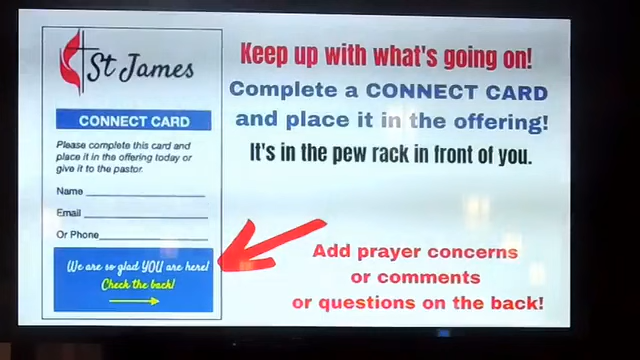 St James
CONNECT CARD
Please complete this card and
place it in the offering today or
give it to the pastor.
Name
Email
Or Phone
We are so glad YOU are here!
Check the back!
Keep up with what's going on!
Complete a CONNECT CARD
and place it in the offering!
It's in the pew rack in front of you.
Add prayer concerns
or comments
or questions on the back!